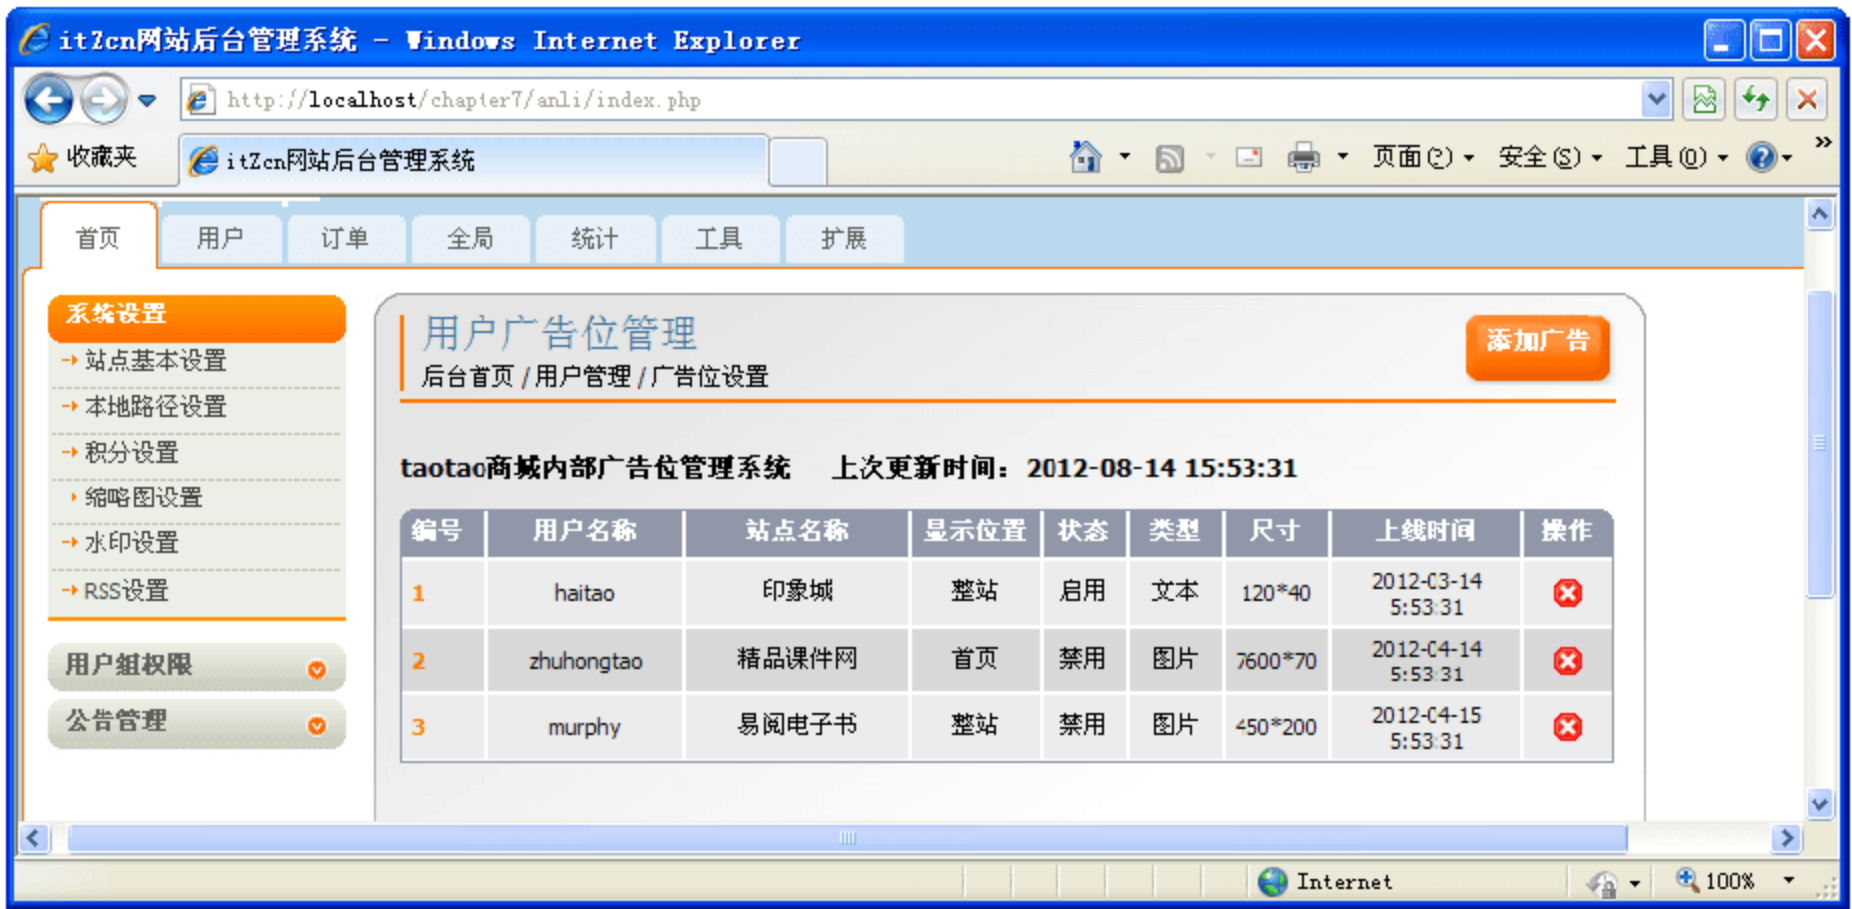 itZcn网站后台管理系统 - Windows Internet Explorer
http://localhost/chapter7/anli/index.php
收藏夹 itZcn网站后台管理系统 页面(P) 安全(S) 工具(O) »
首页 用户 订单 全局 统计 工具 扩展
系统设置
站点基本设置
本地路径设置
积分设置
缩略图设置
水印设置
RSS设置
用户组权限
公告管理
用户广告位管理
添加广告
后台首页 / 用户管理 / 广告位设置
taotao商城内部广告位管理系统 上次更新时间：2012-08-14 15:53:31
编号 用户名称 站点名称 显示位置 状态 类型 尺寸 上线时间 操作
1 haitao 印象城 整站 启用 文本 120*40 2012-03-14 5:53:31
2 zhuhongtao 精品课件网 首页 禁用 图片 7600*70 2012-04-14 5:53:31
3 murphy 易阅电子书 整站 禁用 图片 450*200 2012-04-15 5:53:31
Internet 100%